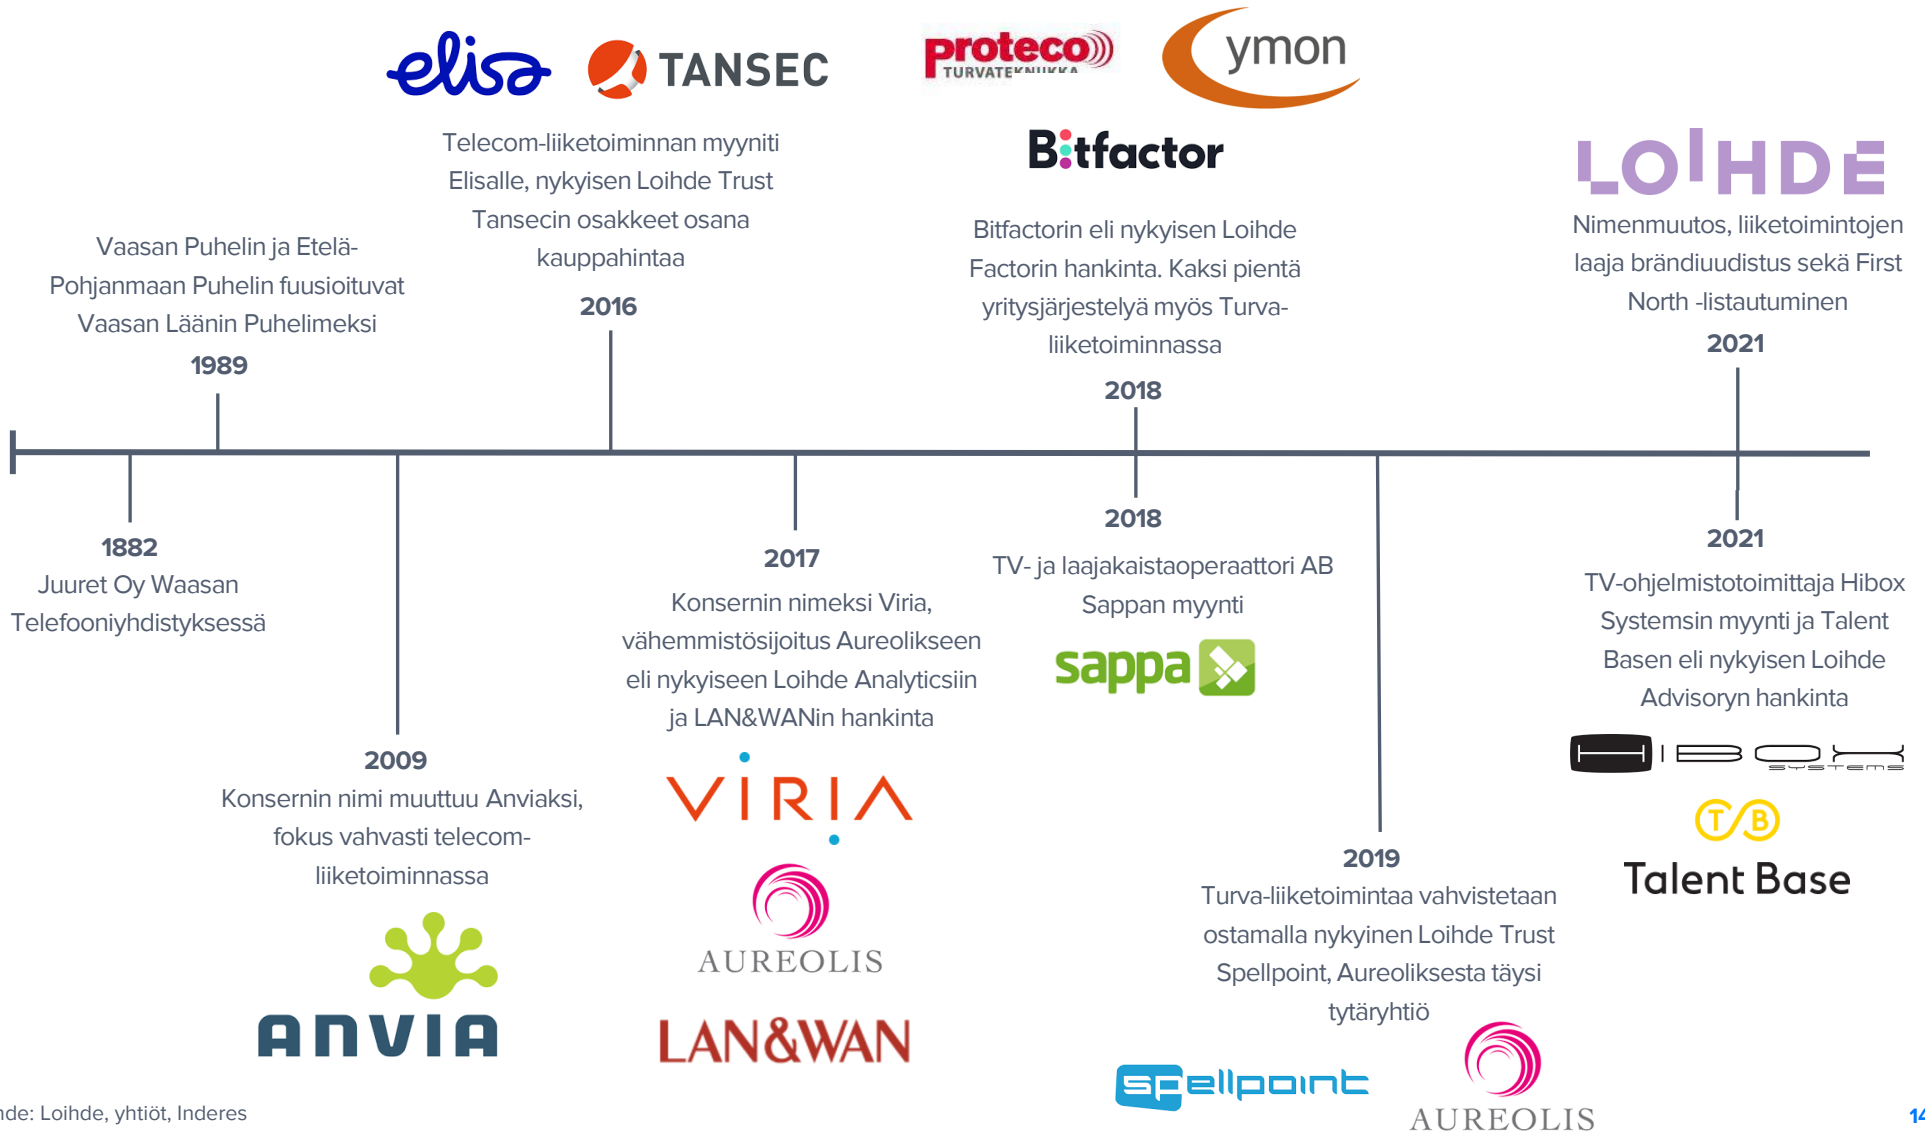 elisa
TANSEC
Telecom-liiketoiminnan myyniti
Elisalle, nykyisen Loihde Trust
Tansecin osakkeet osana
kauppahintaa
2016
proteco
TURVATEKNIIKKA
ymon
Bitfactor
Bitfactorin eli nykyisen Loihde
Factorin hankinta. Kaksi pientä
yritysjärjestelyä myös Turva-
liiketoiminnassa
2018
LOIHDE
Nimenmuutos, liiketoimintojen
laaja brändiuudistus sekä First
North -listautuminen
2021
Vaasan Puhelin ja Etelä-
Pohjanmaan Puhelin fuusioituvat
Vaasan Läänin Puhelimeksi
1989
1882
Juuret Oy Waasan
Telefooniyhdistyksessä
2009
Konsernin nimi muuttuu Anviaksi,
fokus vahvasti telecom-
liiketoiminnassa
ANVIA
2017
Konsernin nimeksi Viria,
vähemmistösijoitus Aureolikseen
eli nykyiseen Loihde Analyticsiin
ja LAN&WANin hankinta
VIRIA
AUREOLIS
LAN&WAN
2018
TV- ja laajakaistaoperaattori AB
Sappan myynti
sappa
2019
Turva-liiketoimintaa vahvistetaan
ostamalla nykyinen Loihde Trust
Spellpoint, Aureoliksesta täysi
tytäryhtiö
spellpoint
AUREOLIS
2021
TV-ohjelmistotoimittaja Hibox
Systemsin myynti ja Talent
Basen eli nykyisen Loihde
Advisoryn hankinta
HIBOX
SYSTEMS
T/B
Talent Base
hde: Loihde, yhtiöt, Inderes
14